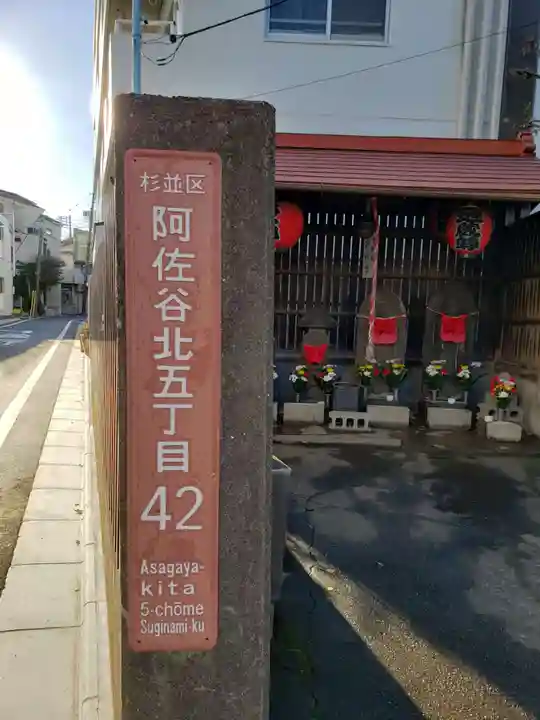 杉並区
阿佐谷北五丁目
42
Asagaya-
kita
5-chōme
Suginami-ku